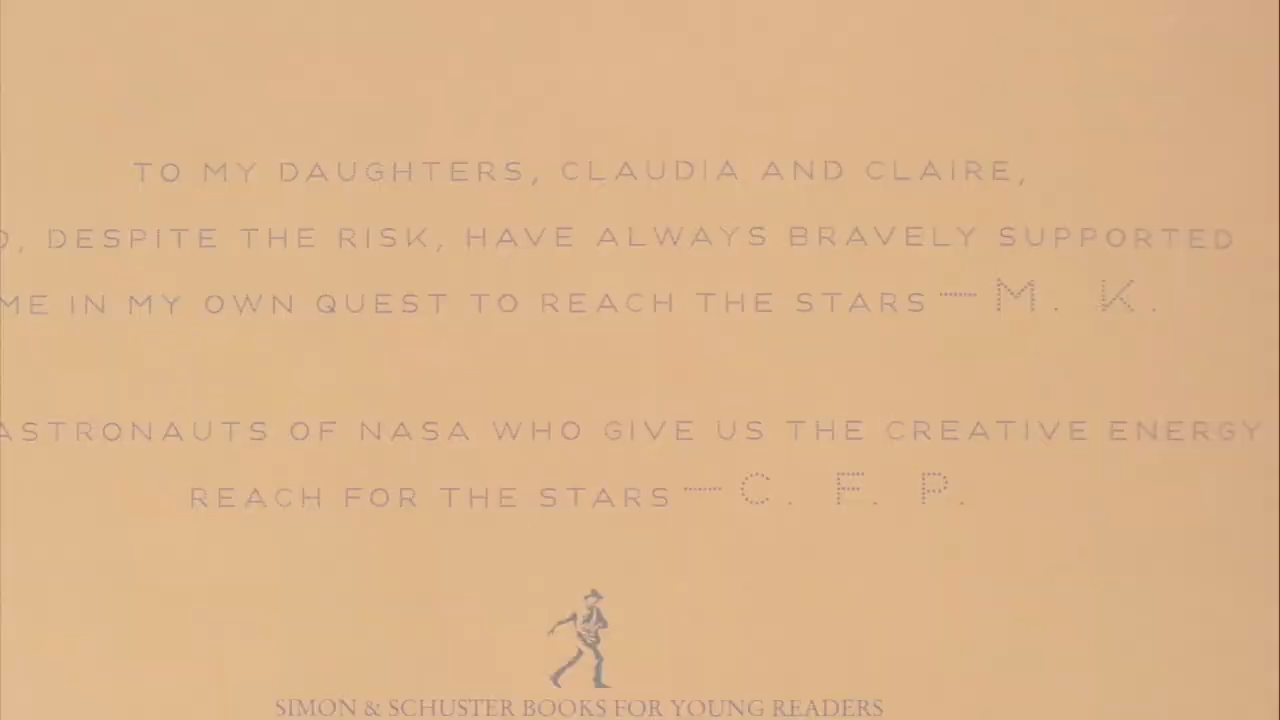 TO MY DAUGHTERS, CLAUDIA AND CLAIRE,
DESPITE THE RISK, HAVE ALWAYS BRAVELY SUPPORTED
ME IN MY OWN QUEST TO REACH THE STARS — M. K.
ASTRONAUTS OF NASA WHO GIVE US THE CREATIVE ENERGY
REACH FOR THE STARS — C. F. P.
SIMON & SCHUSTER BOOKS FOR YOUNG READERS